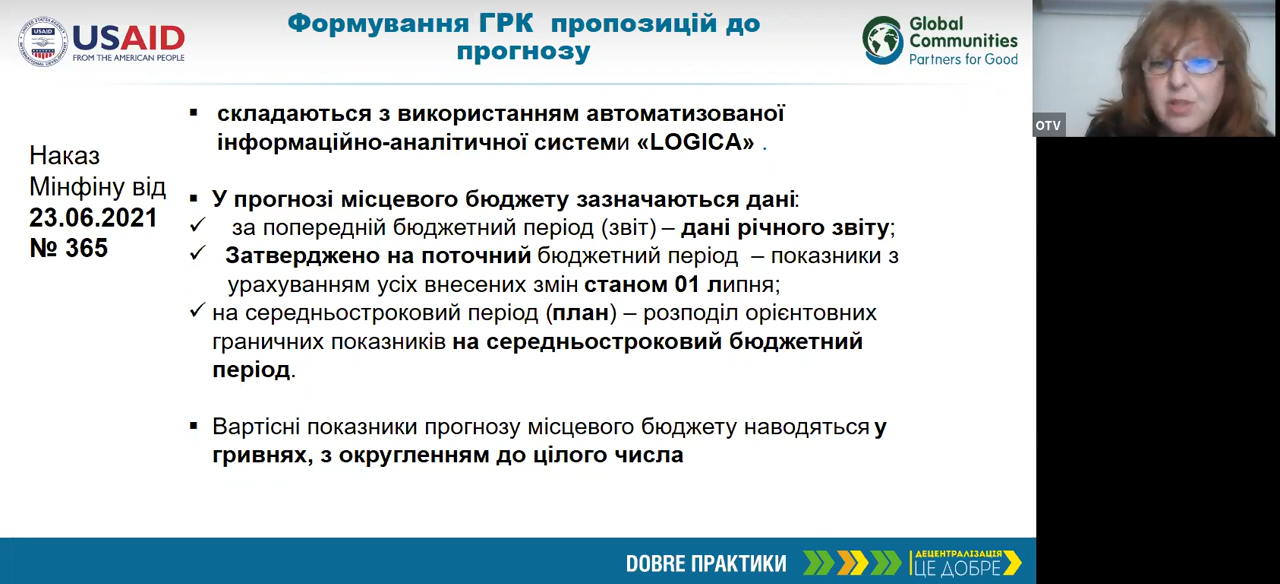 USAID
FROM THE AMERICAN PEOPLE
Формування ГРК пропозицій до
прогнозу
Global
Communities
Partners for Good
OTV
Наказ
Мінфіну від
23.06.2021
№ 365
▪ складаються з використанням автоматизованої
інформаційно-аналітичної системи «LOGICA» .
▪ У прогнозі місцевого бюджету зазначаються дані:
✓ за попередній бюджетний період (звіт) – дані річного звіту;
✓ Затверджено на поточний бюджетний період – показники з
урахуванням усіх внесених змін станом 01 липня;
✓ на середньостроковий період (план) – розподіл орієнтовних
граничних показників на середньостроковий бюджетний
період.
▪ Вартісні показники прогнозу місцевого бюджету наводяться у
гривнях, з округленням до цілого числа
DOBRE ПРАКТИКИ
ДЕЦЕНТРАЛІЗАЦІЯ
ЦЕ ДОБРЕ